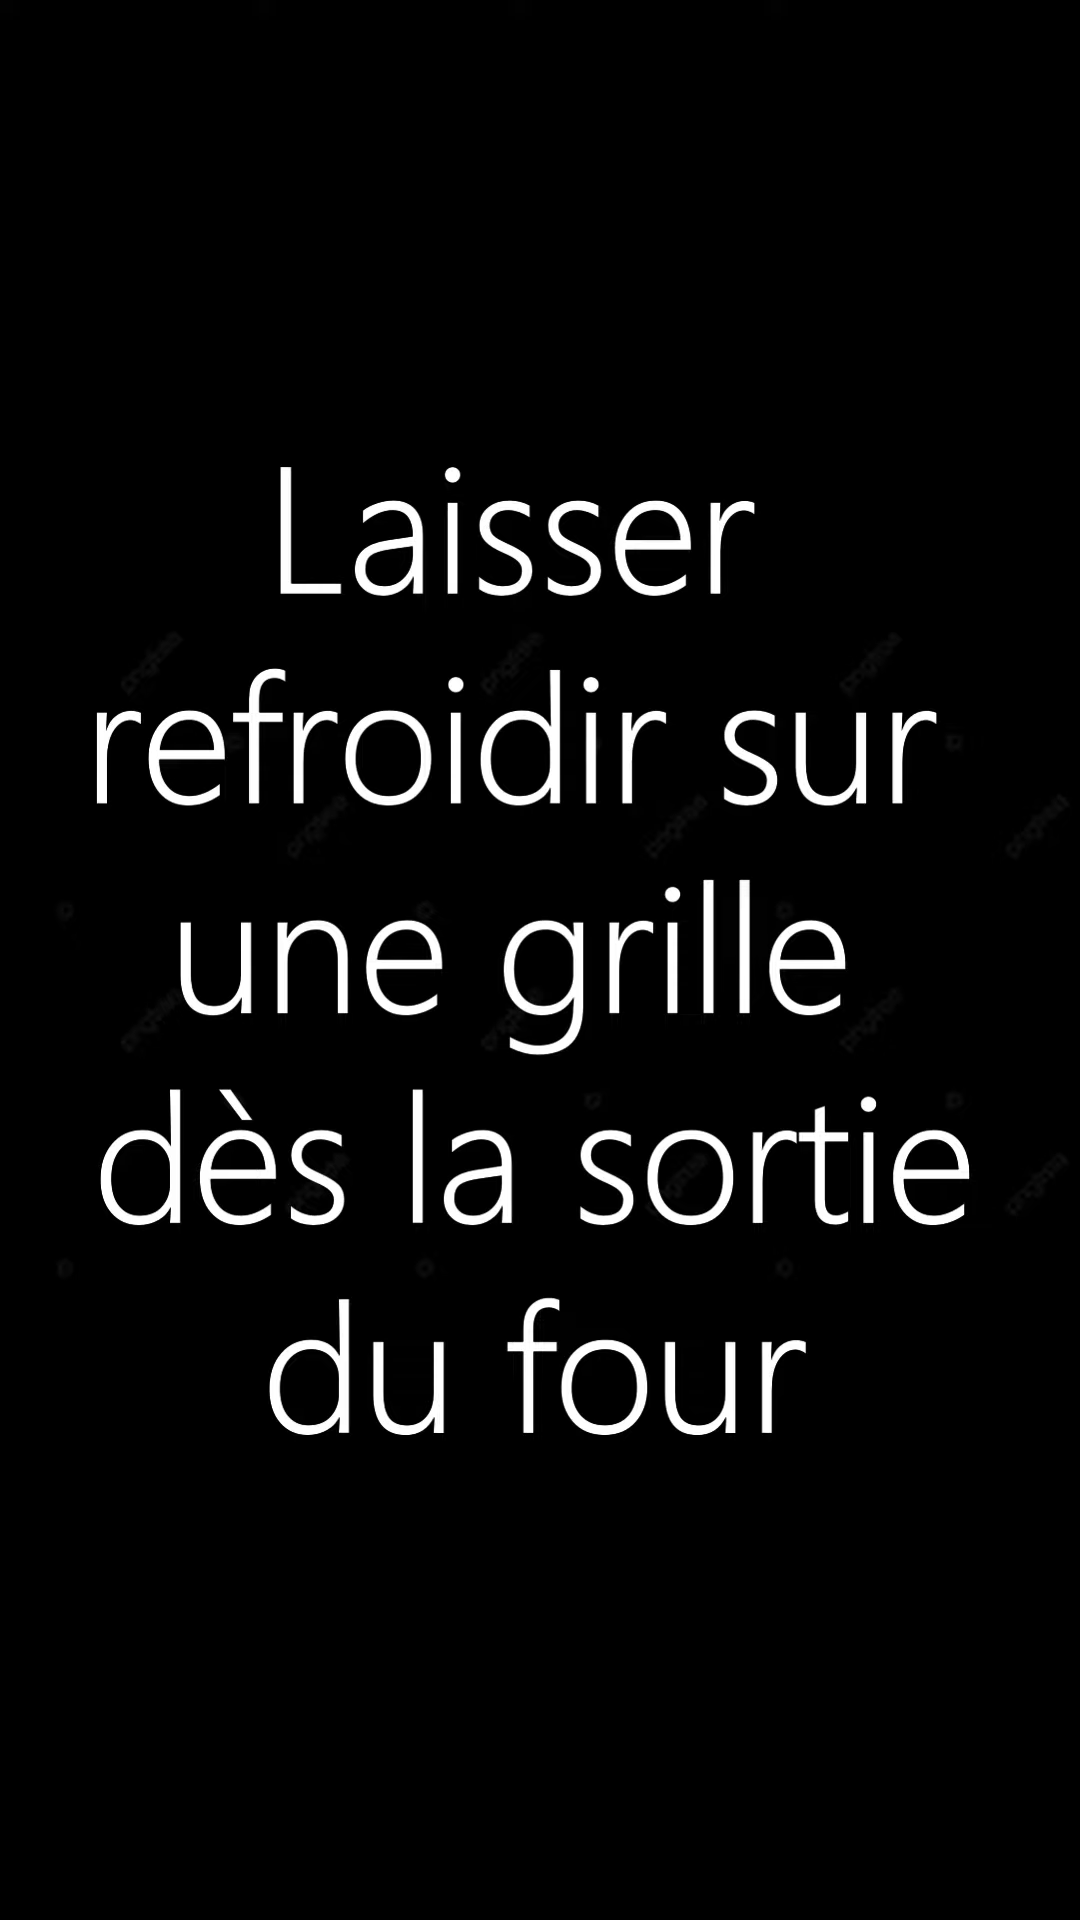 Laisser
refroidir sur
une grille
dès la sortie
du four